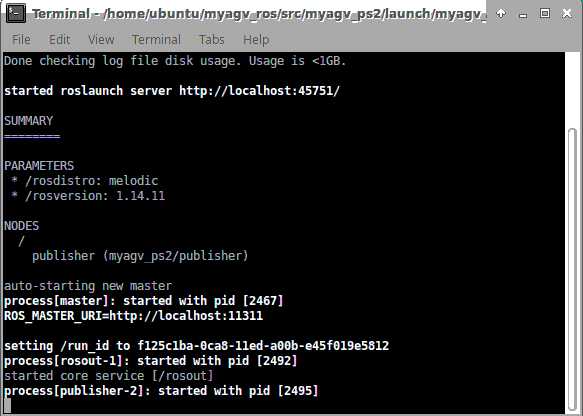 Terminal - /home/ubuntu/myagv_ros/src/myagv_ps2/launch/myagv_
File Edit View Terminal Tabs Help
Done checking log file disk usage. Usage is <1GB.
started roslaunch server http://localhost:45751/
SUMMARY
========
PARAMETERS
* /rosdistro: melodic
* /rosversion: 1.14.11
NODES
/
publisher (myagv_ps2/publisher)
auto-starting new master
process[master]: started with pid [2467]
ROS_MASTER_URI=http://localhost:11311
setting /run_id to f125c1ba-0ca8-11ed-a00b-e45f019e5812
process[rosout-1]: started with pid [2492]
started core service [/rosout]
process[publisher-2]: started with pid [2495]